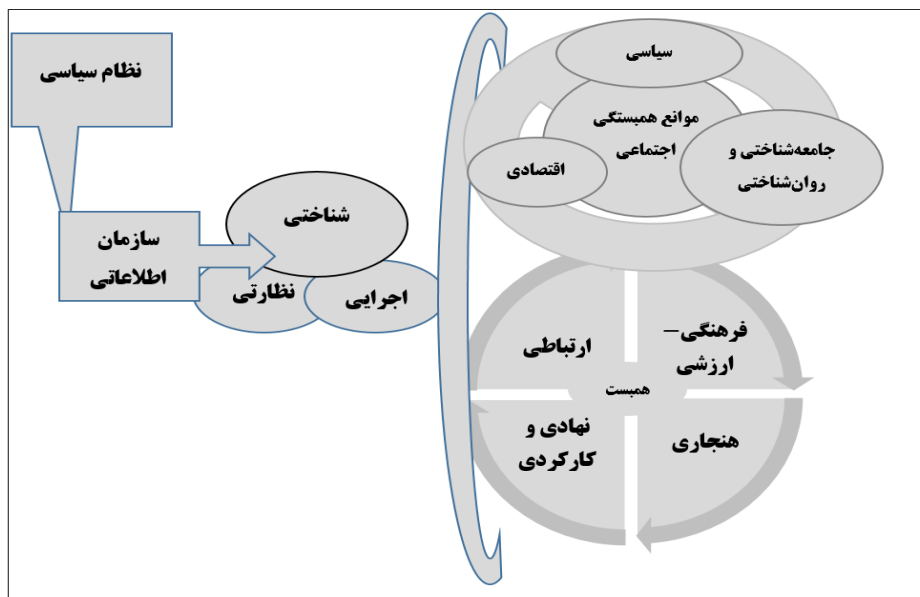 نظام سیاسی
سازمان
اطلاعاتی
شناختی
نظارتی
اجرایی
سیاسی
موانع همبستگی
اجتماعی
اقتصادی
جامعه‌شناختی و
روان‌شناختی
ارتباطی
فرهنگی–
ارزشی
همبست
نهادی و
کارکردی
هنجاری